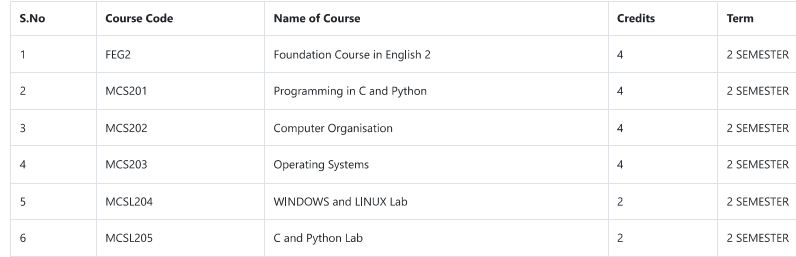 S.No Course Code Name of Course Credits Term
1 FEG2 Foundation Course in English 2 4 2 SEMESTER
2 MCS201 Programming in C and Python 4 2 SEMESTER
3 MCS202 Computer Organisation 4 2 SEMESTER
4 MCS203 Operating Systems 4 2 SEMESTER
5 MCSL204 WINDOWS and LINUX Lab 2 2 SEMESTER
6 MCSL205 C and Python Lab 2 2 SEMESTER